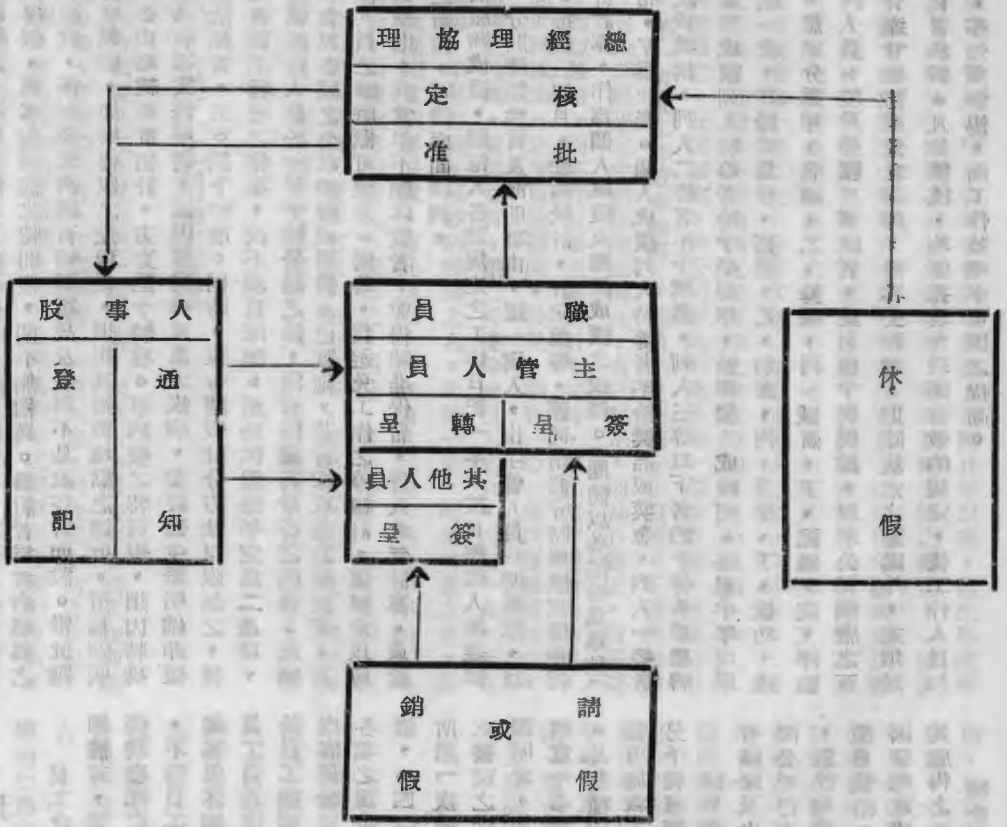 總經理協理
核定
批准
休假
職員
主管人員
簽呈 轉呈
其他人員
簽呈
人事股
通知
登記
請假
或
銷假